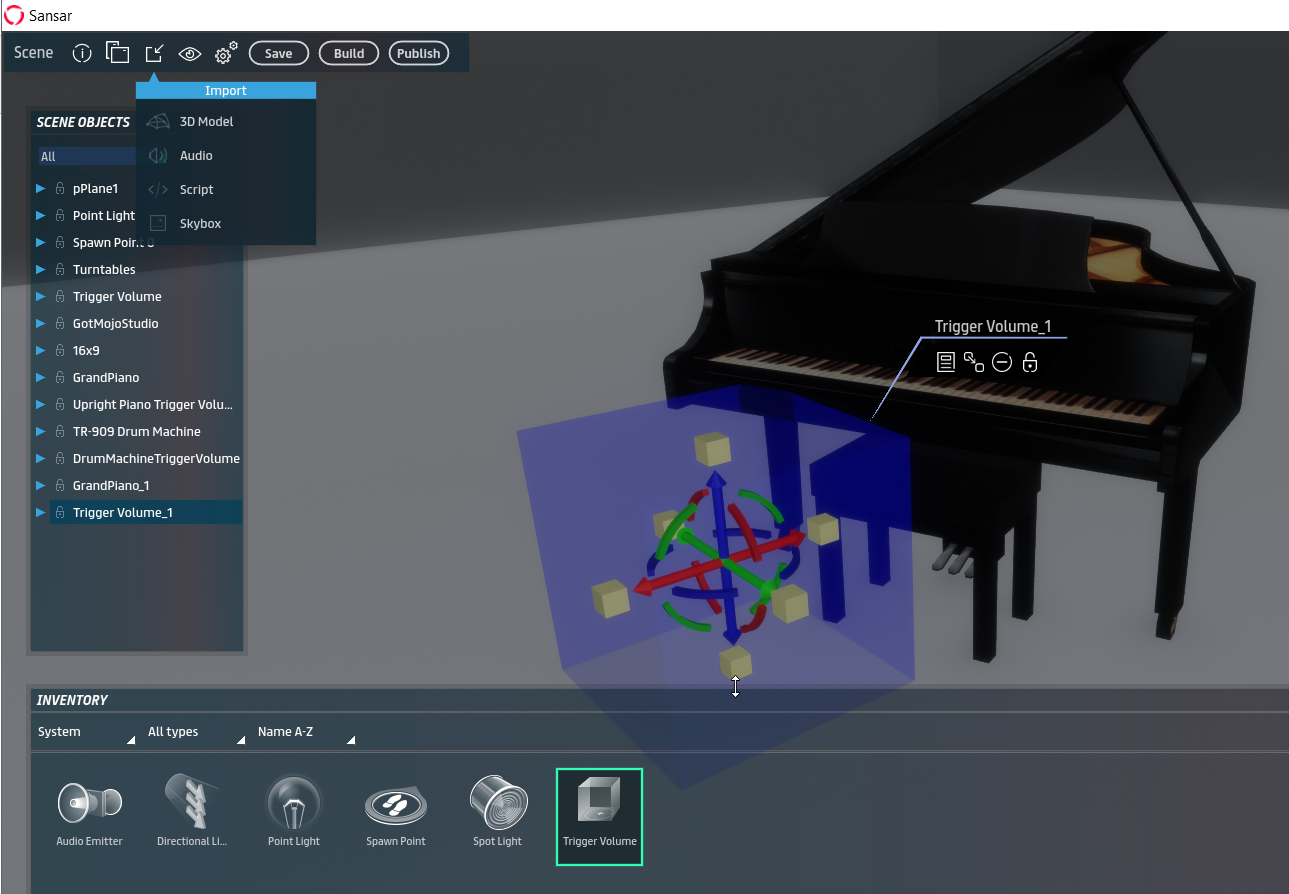 Sansar
Scene
Save
Build
Publish
Import
3D Model
Audio
Script
Skybox
SCENE OBJECTS
All
pPlane1
Point Light
Spawn Point 0
Turntables
Trigger Volume
GotMojoStudio
16x9
GrandPiano
Upright Piano Trigger Volu...
TR-909 Drum Machine
DrumMachineTriggerVolume
GrandPiano_1
Trigger Volume_1
Trigger Volume_1
INVENTORY
System
All types
Name A-Z
Audio Emitter
Directional Li...
Point Light
Spawn Point
Spot Light
Trigger Volume